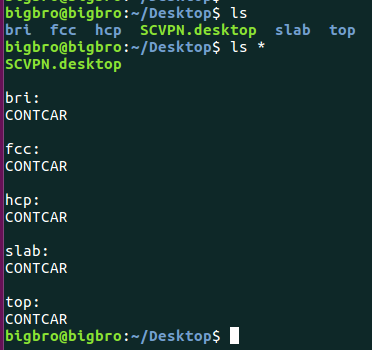 bigbro@bigbro:~/Desktop$ ls
bri fcc hcp SCVPN.desktop slab top
bigbro@bigbro:~/Desktop$ ls *
SCVPN.desktop
bri:
CONTCAR
fcc:
CONTCAR
hcp:
CONTCAR
slab:
CONTCAR
top:
CONTCAR
bigbro@bigbro:~/Desktop$